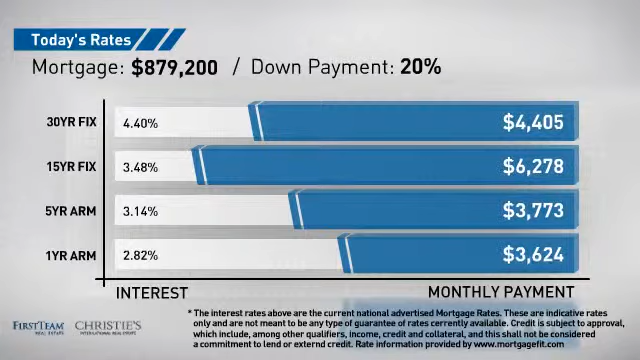 Today's Rates
Mortgage: $879,200 / Down Payment: 20%
30YR FIX 4.40% $4,405
15YR FIX 3.48% $6,278
5YR ARM 3.14% $3,773
1YR ARM 2.82% $3,624
INTEREST MONTHLY PAYMENT
* The interest rates above are the current national advertised Mortgage Rates. These are indicative rates
only and are not meant to be any type of guarantee of rates cerrently available. Credit is subject to approval,
which include, among other qualifiers, income, credit and collateral, and this shall not be considered
a commitment to lend or externd credit. Rate information provided by www.mortgagefit.com
FIRSTTEAM CHRISTIE'S
REAL ESTATE INTERNATIONAL REAL ESTATE